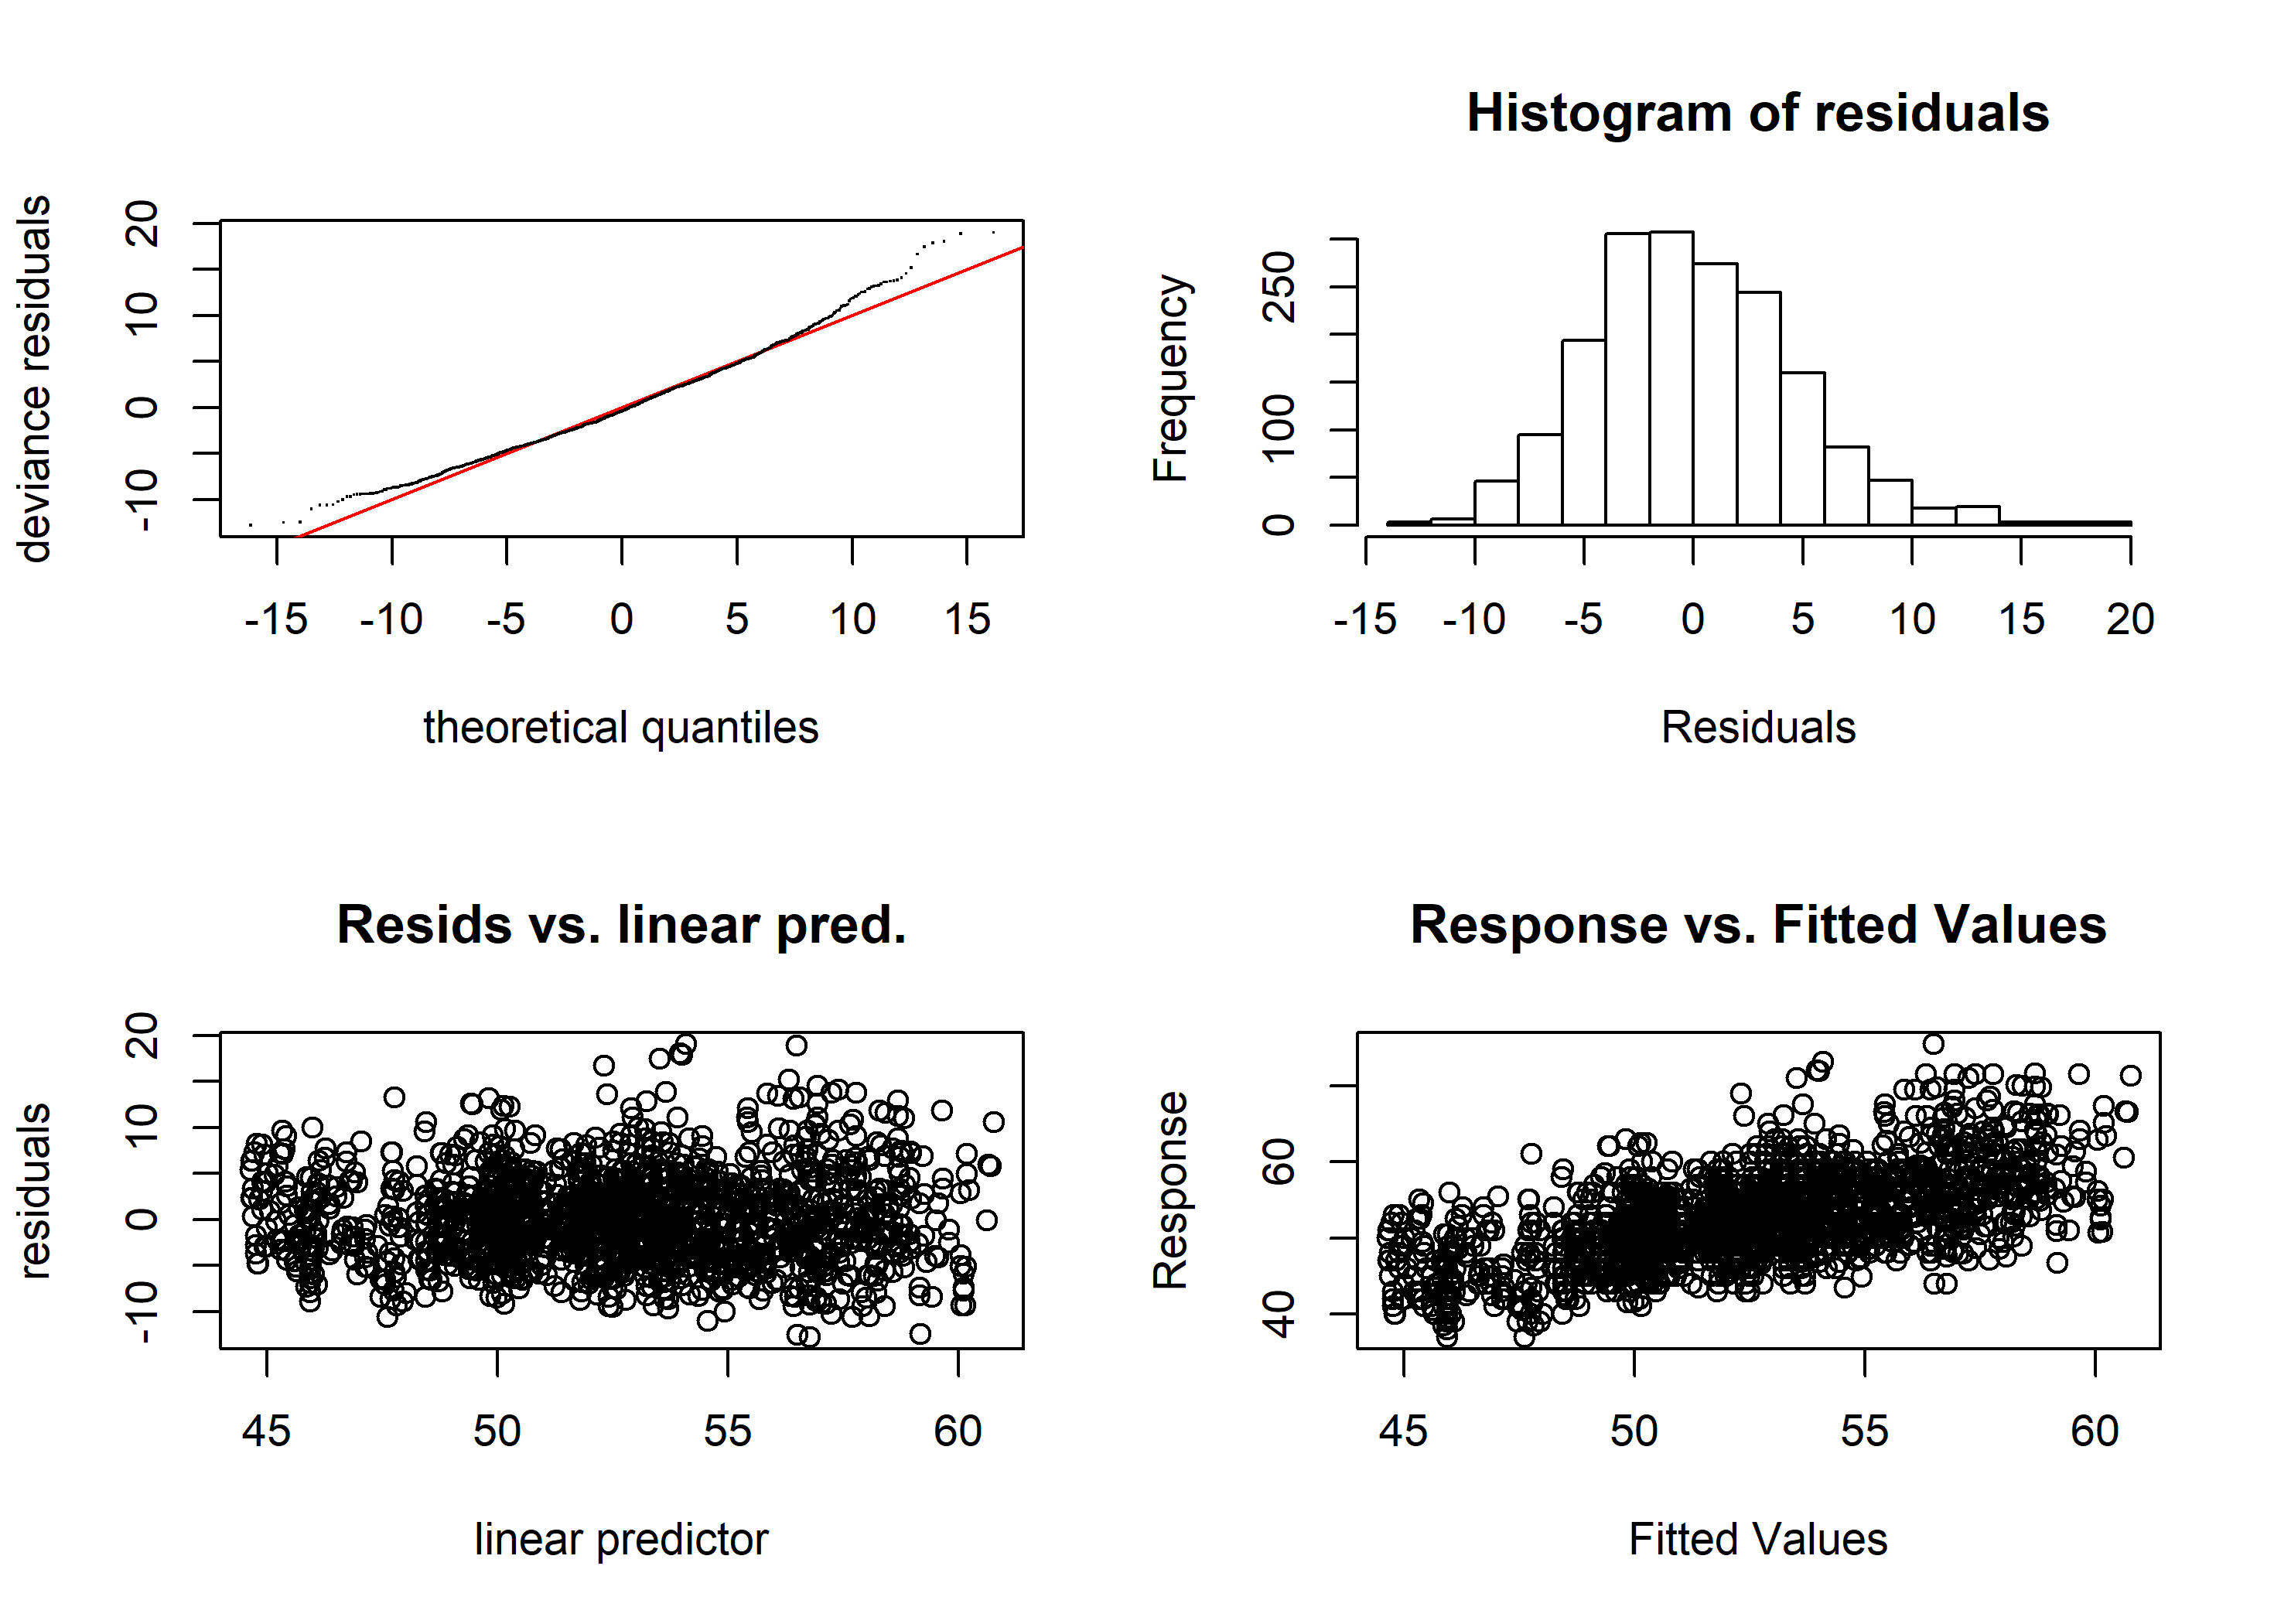 deviance residuals
20
10
0
-10
-15 -10 -5 0 5 10 15
theoretical quantiles
Histogram of residuals
Frequency
250
100
0
-15 -10 -5 0 5 10 15 20
Residuals
Resids vs. linear pred.
residuals
20
10
0
-10
45 50 55 60
linear predictor
Response vs. Fitted Values
Response
60
40
45 50 55 60
Fitted Values